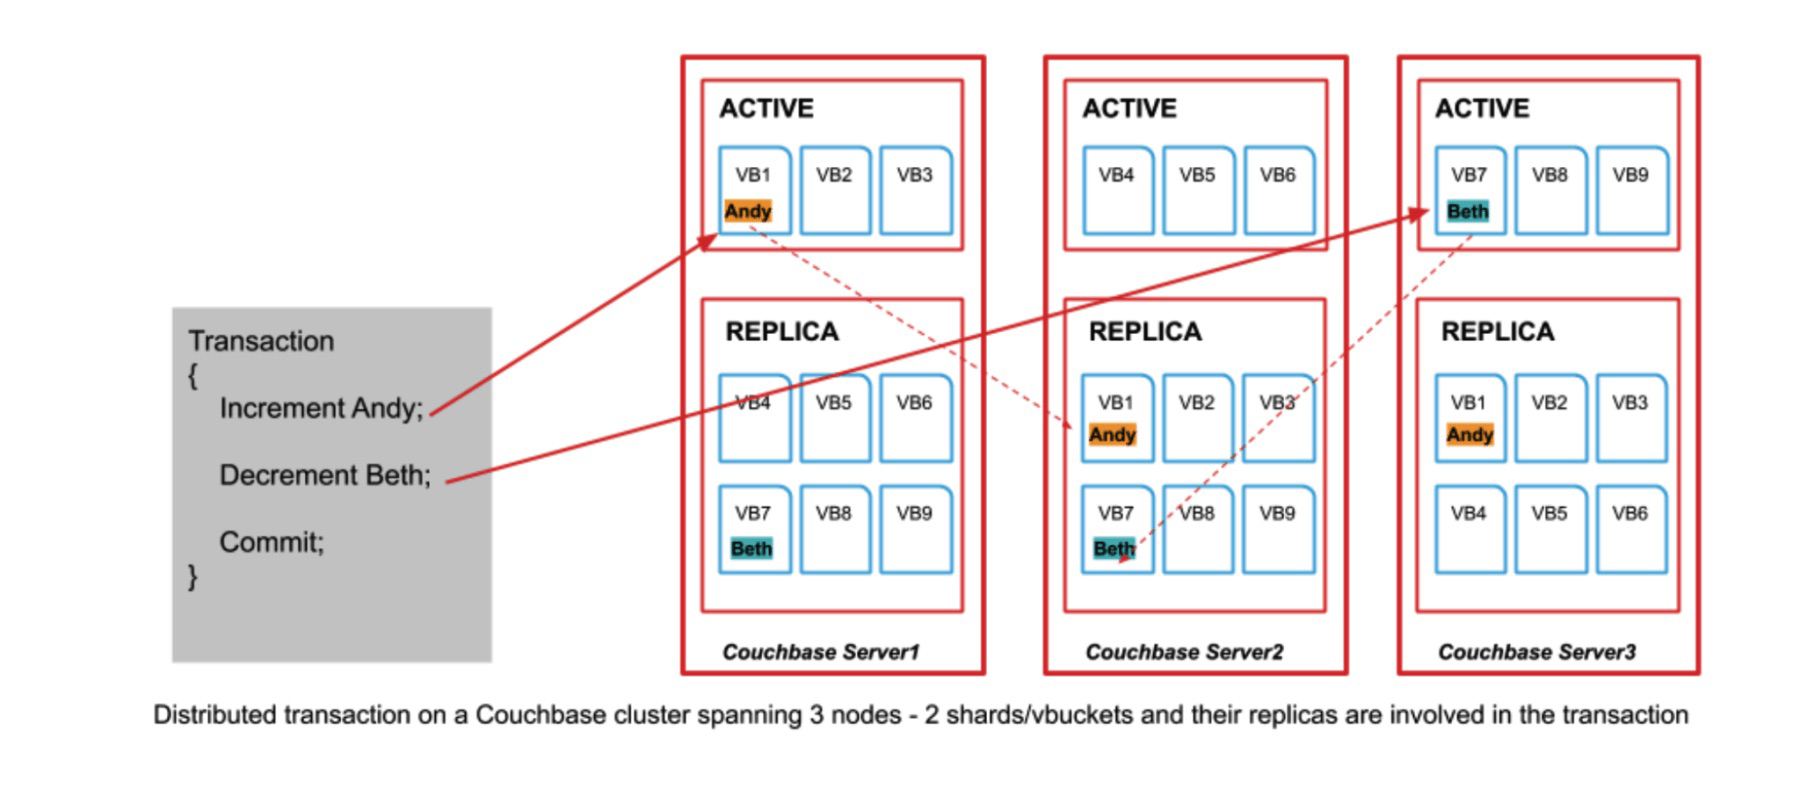 Transaction
{
Increment Andy;
Decrement Beth;
Commit;
}
ACTIVE
VB1 VB2 VB3
Andy
REPLICA
VB4 VB5 VB6
VB7 VB8 VB9
Beth
Couchbase Server1
ACTIVE
VB4 VB5 VB6
REPLICA
VB1 VB2 VB3
Andy
VB7 VB8 VB9
Beth
Couchbase Server2
ACTIVE
VB7 VB8 VB9
Beth
REPLICA
VB1 VB2 VB3
Andy
VB4 VB5 VB6
Couchbase Server3
Distributed transaction on a Couchbase cluster spanning 3 nodes - 2 shards/vbuckets and their replicas are involved in the transaction